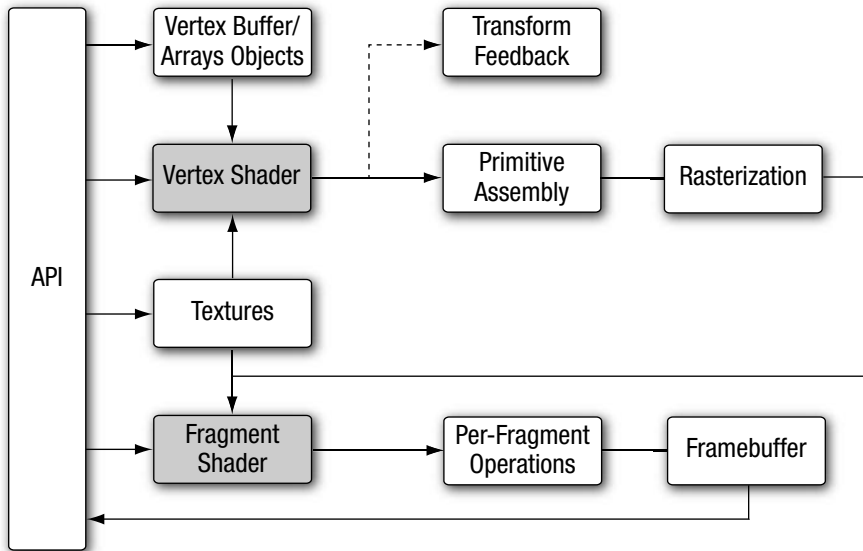 Vertex Buffer/
Arrays Objects
Transform
Feedback
Vertex Shader
Primitive
Assembly
Rasterization
API
Textures
Fragment
Shader
Per-Fragment
Operations
Framebuffer